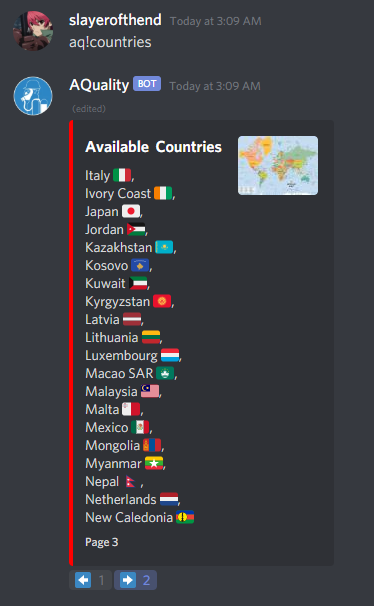 slayerofthend Today at 3:09 AM
aq!countries
AQuality BOT Today at 3:09 AM
(edited)
Available Countries
Italy 🇮🇹,
Ivory Coast 🇨🇮,
Japan 🇯🇵,
Jordan 🇯🇴,
Kazakhstan 🇰🇿,
Kosovo 🇽🇰,
Kuwait 🇰🇼,
Kyrgyzstan 🇰🇬,
Latvia 🇱🇻,
Lithuania 🇱🇹,
Luxembourg 🇱🇺,
Macao SAR 🇲🇴,
Malaysia 🇲🇾,
Malta 🇲🇹,
Mexico 🇲🇽,
Mongolia 🇲🇳,
Myanmar 🇲🇲,
Nepal 🇳🇵 ,
Netherlands 🇳🇱,
New Caledonia 🇳🇨
Page 3
⬅️ 1 ➡️ 2